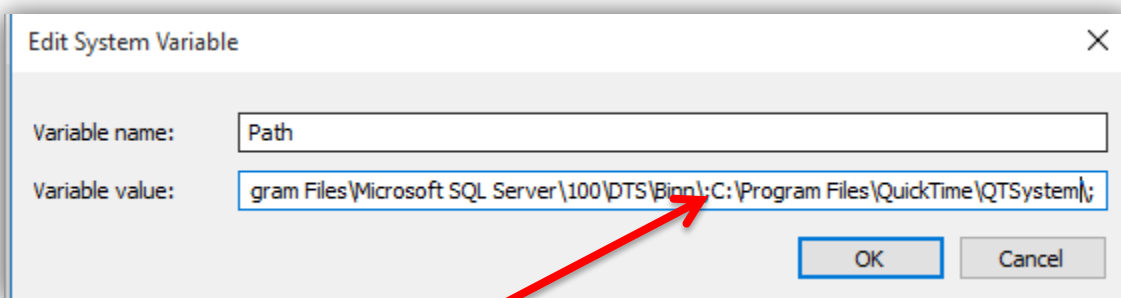 Edit System Variable
Variable name:
Path
Variable value:
gram Files\Microsoft SQL Server\100\DTS\Binn\;C:\Program Files\QuickTime\QTSystem\;
OK
Cancel